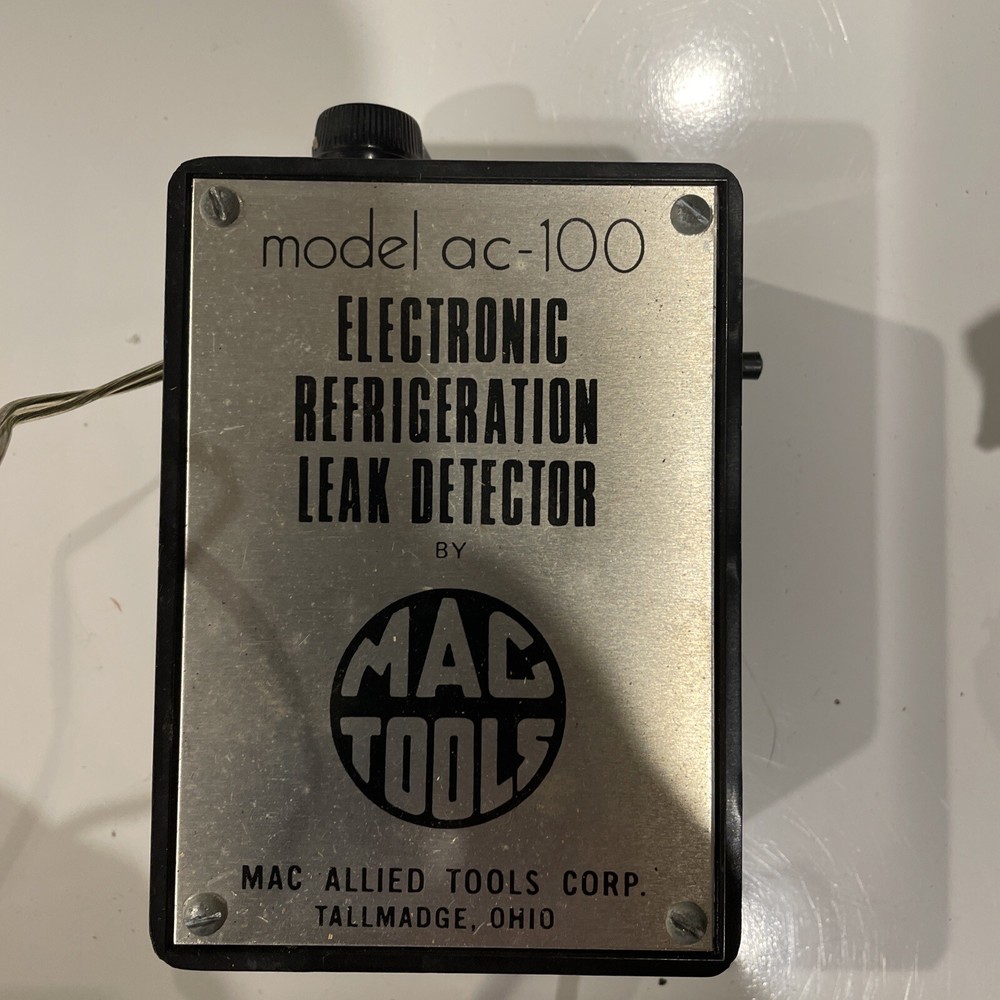 model ac-100
ELECTRONIC
REFRIGERATION
LEAK DETECTOR
BY
MAC
TOOLS
MAC ALLIED TOOLS CORP.
TALLMADGE, OHIO